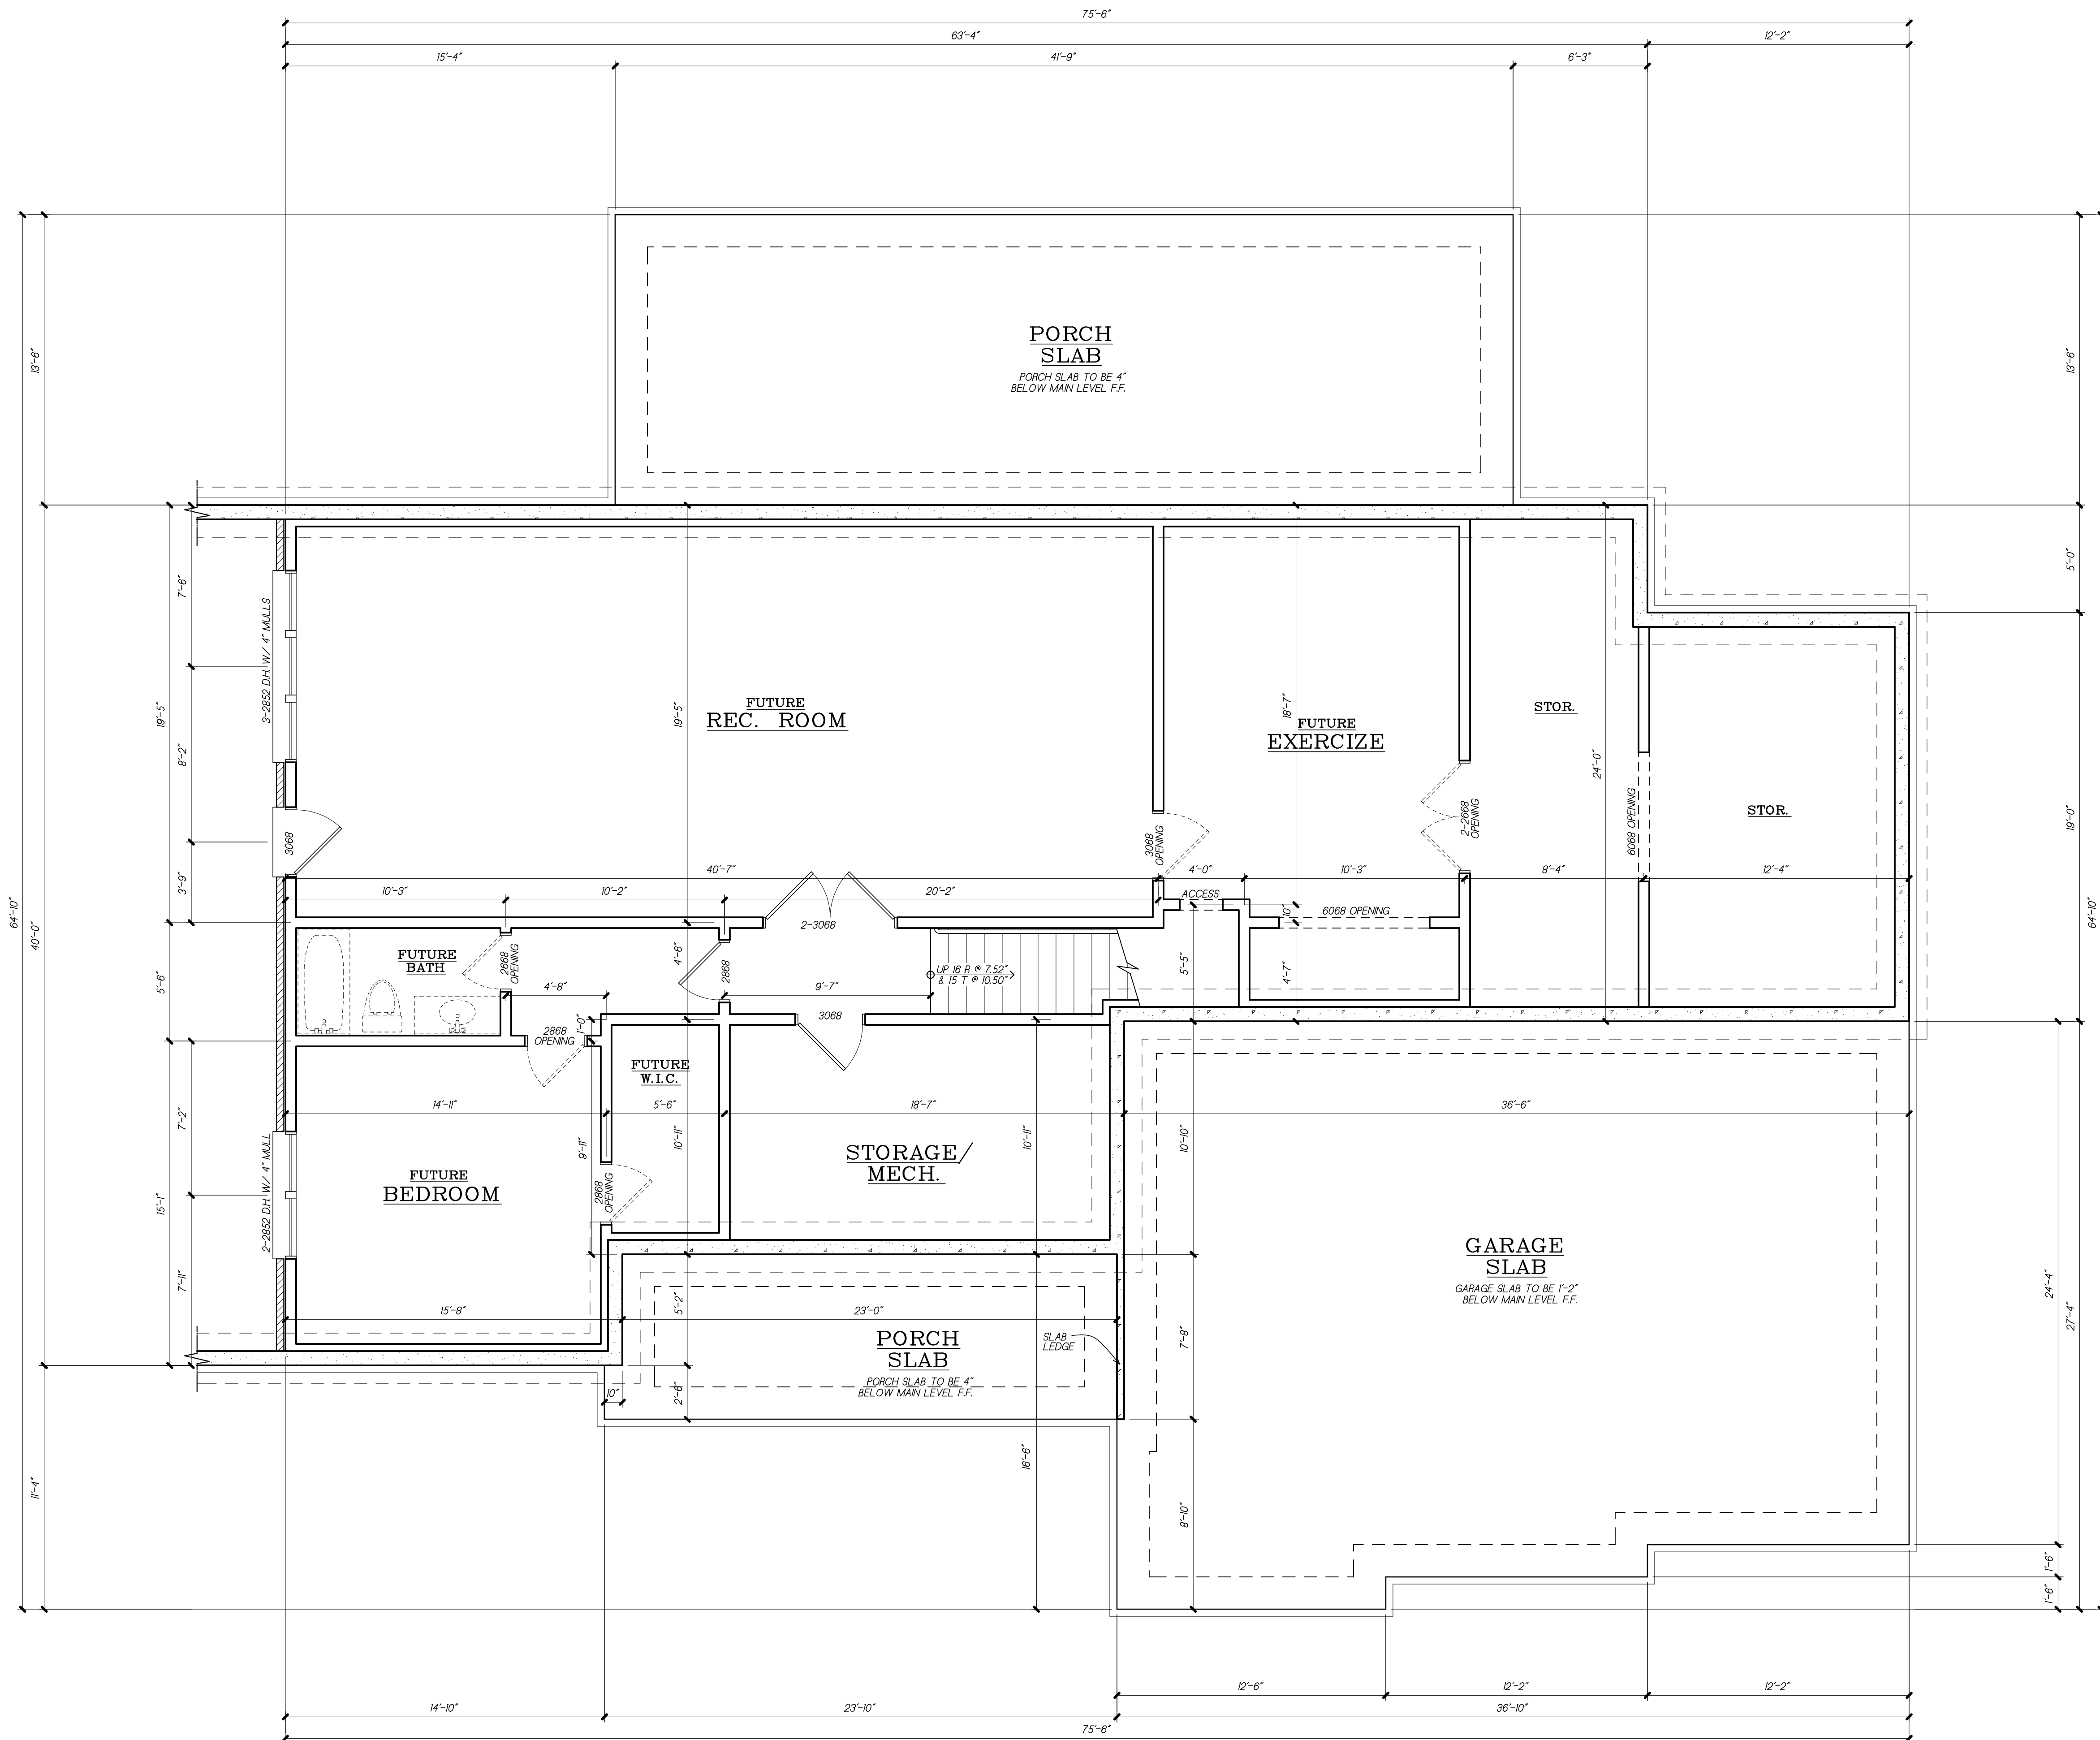 75'-6"
63'-4"
12'-2"
15'-4"
41'-9"
6'-3"
13'-6"
PORCH
SLAB
PORCH SLAB TO BE 4"
BELOW MAIN LEVEL F.F.
13'-6"
5'-0"
7'-6"
3-2852 D.H. W/ 4" MULLS
19'-5"
8'-2"
3'-9"
19'-5"
FUTURE
REC. ROOM
18'-7"
FUTURE
EXERCIZE
STOR.
24'-0"
STOR.
19'-0"
3068
3068
OPENING
2-2668
OPENING
6068 OPENING
40'-7"
4'-0"
10'-3"
8'-4"
12'-4"
10'-3"
10'-2"
20'-2"
ACCESS
10"
6068 OPENING
2-3068
64'-10"
40'-0"
64'-10"
5'-6"
FUTURE
BATH
2668
OPENING
4'-6"
2868
UP 16 R @ 7.52"
& 15 T @ 10.50"
5'-5"
4'-7"
4'-8"
9'-7"
3068
1'-0"
2868
OPENING
FUTURE
W.I.C.
7'-2"
14'-11"
5'-6"
18'-7"
36'-6"
9'-11"
10'-11"
10'-11"
10'-10"
STORAGE/
MECH.
2-2852 D.H. W/ 4" MULL
15'-1"
FUTURE
BEDROOM
2868
OPENING
7'-11"
GARAGE
SLAB
GARAGE SLAB TO BE 1'-2"
BELOW MAIN LEVEL F.F.
24'-4"
27'-4"
15'-8"
5'-2"
23'-0"
PORCH
SLAB
PORCH SLAB TO BE 4"
BELOW MAIN LEVEL F.F.
SLAB
LEDGE
7'-8"
10"
2'-6"
11'-4"
16'-6"
8'-10"
1'-6"
1'-6"
12'-6"
12'-2"
12'-2"
14'-10"
23'-10"
36'-10"
75'-6"